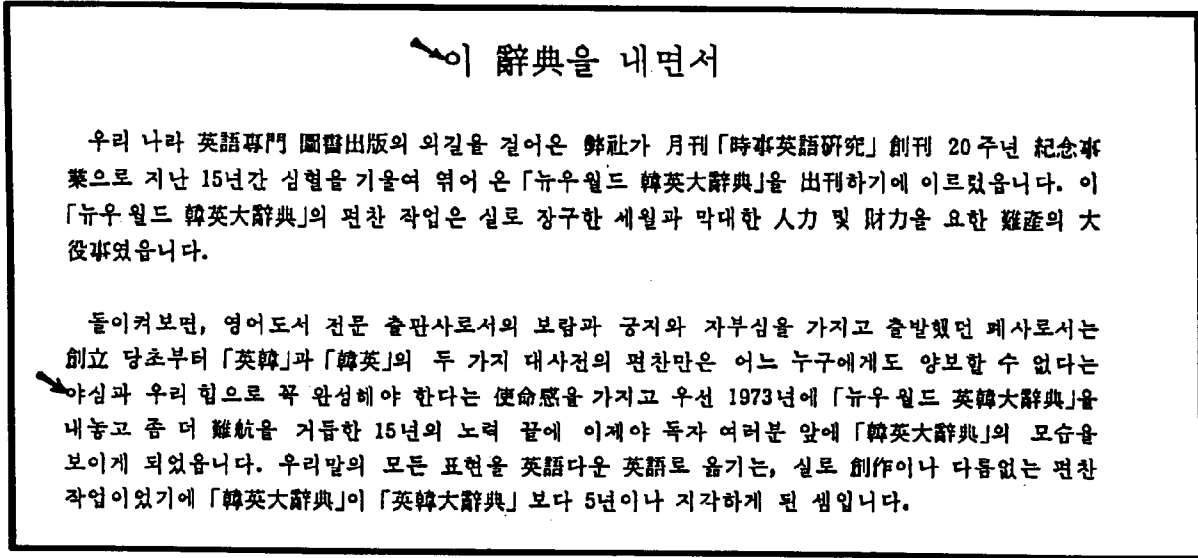 이 辭典을 내면서
우리 나라 英語專門 圖書出版의 외길을 걸어온 弊社가 月刊「時事英語硏究」創刊 20주년 紀念事
業으로 지난 15년간 심혈을 기울여 엮어 온「뉴우월드 韓英大辭典」을 出刊하기에 이르렀읍니다. 이
「뉴우월드 韓英大辭典」의 편찬 작업은 실로 장구한 세월과 막대한 人力 및 財力을 요한 難產의 大
役事였읍니다.
돌이켜보면, 영어도서 전문 출판사로서의 보람과 긍지와 자부심을 가지고 출발했던 폐사로서는
創立 당초부터「英韓」과「韓英」의 두 가지 대사전의 편찬만은 어느 누구에게도 양보할 수 없다는
야심과 우리 힘으로 꼭 완성해야 한다는 使命感을 가지고 우선 1973년에「뉴우월드 英韓大辭典」을
내놓고 좀 더 難航을 거듭한 15년의 노력 끝에 이제야 독자 여러분 앞에「韓英大辭典」의 모습을
보이게 되었읍니다. 우리말의 모든 표현을 英語다운 英語로 옮기는, 실로 創作이나 다름없는 편찬
작업이었기에「韓英大辭典」이「英韓大辭典」보다 5년이나 지각하게 된 셈입니다.